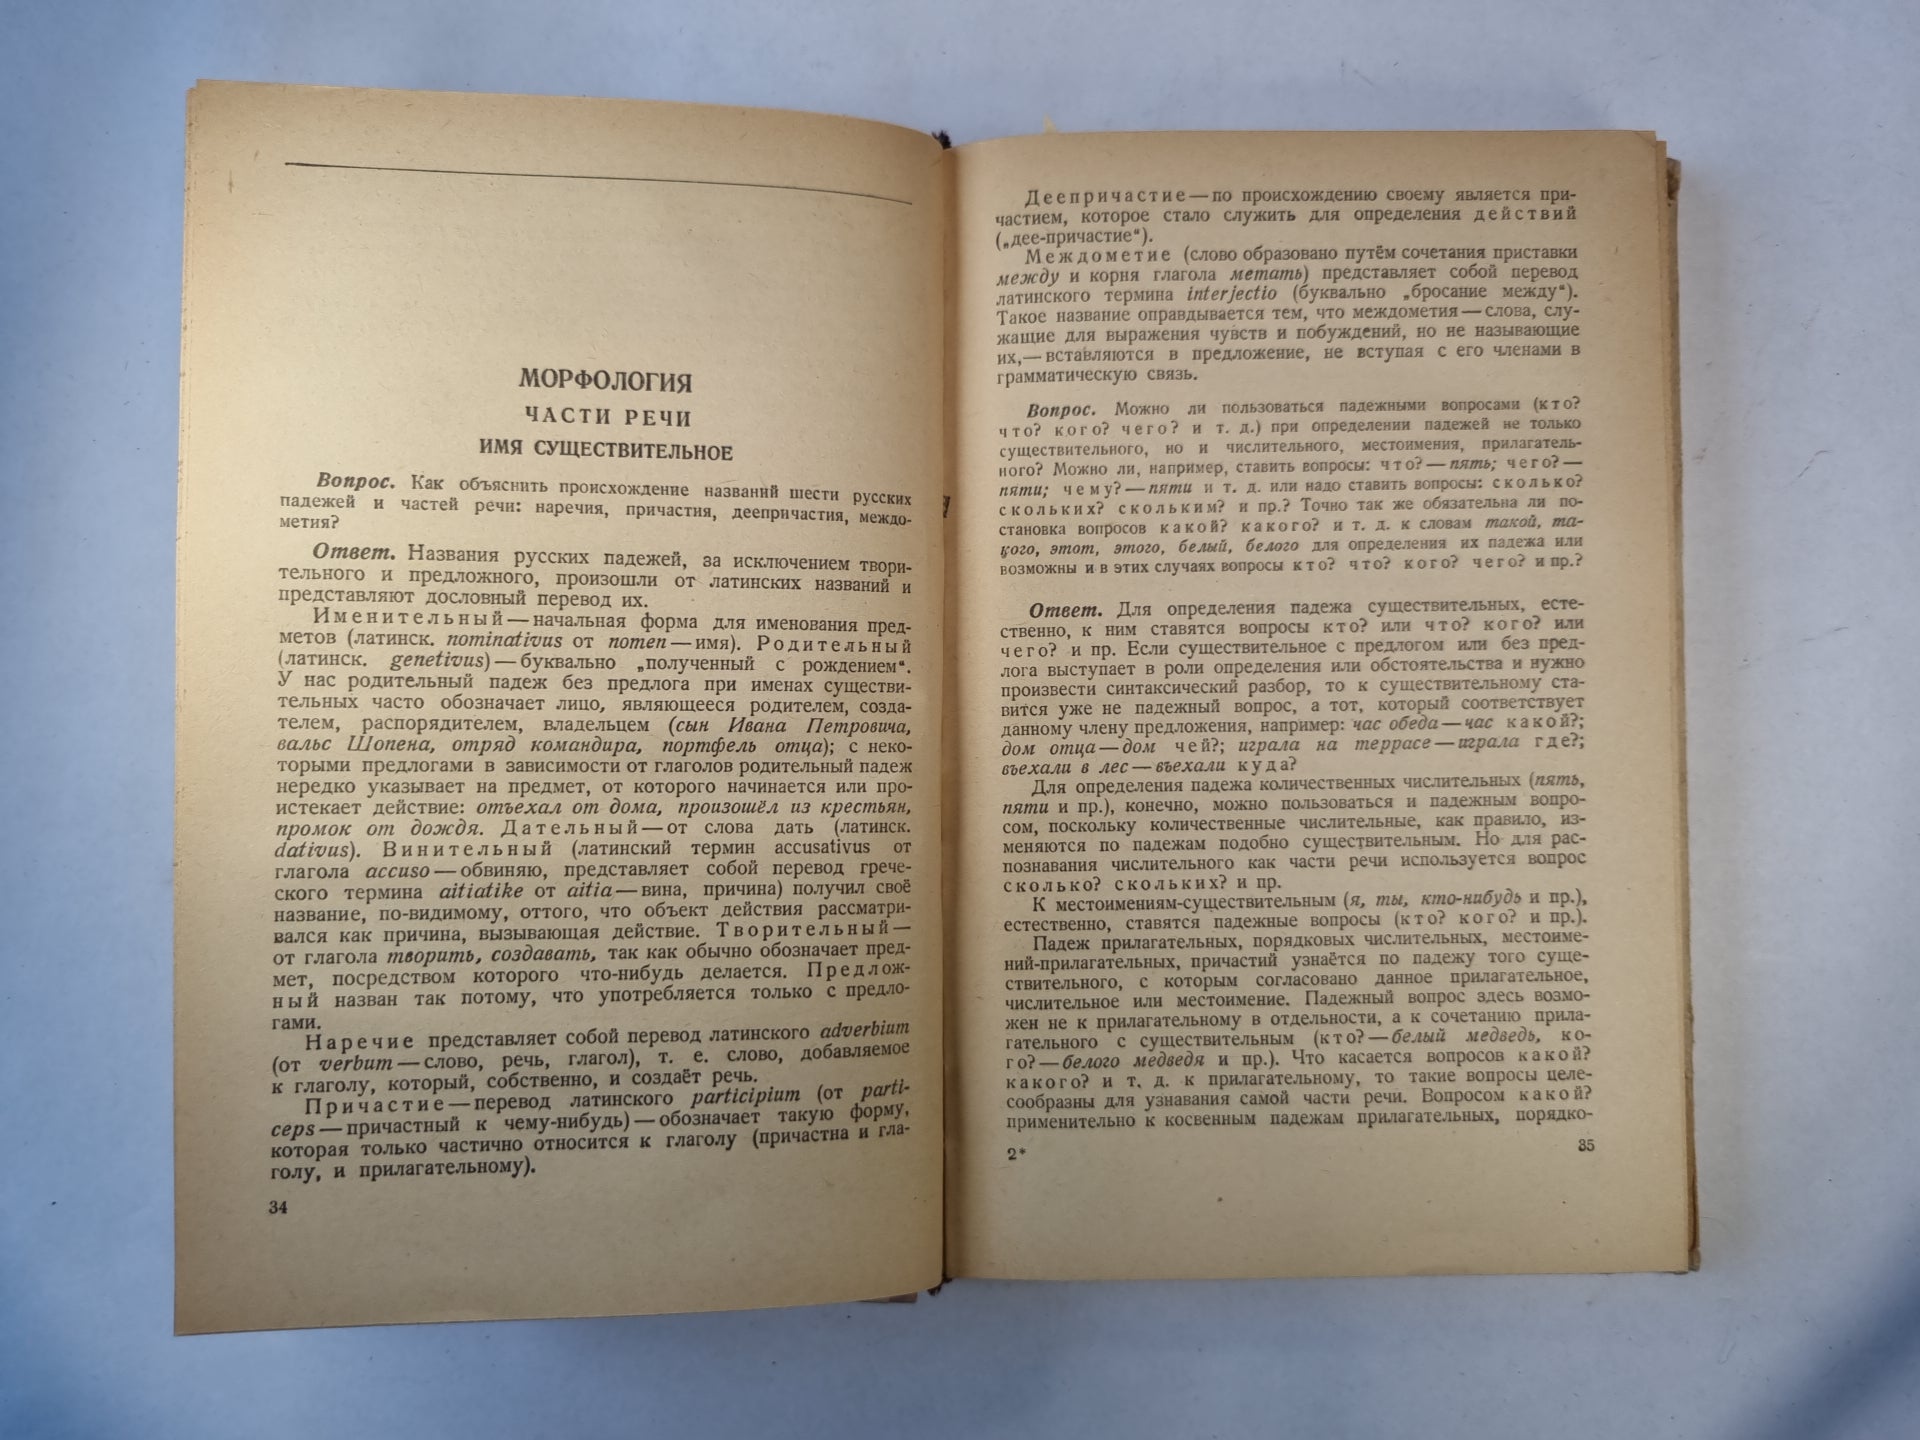 МОРФОЛОГИЯ
ЧАСТИ РЕЧИ
ИМЯ СУЩЕСТВИТЕЛЬНОЕ
Вопрос. Как объяснить происхождение названий шести русских
падежей и частей речи: наречия, причастия, деепричастия, междо-
метия?
Ответ. Названия русских падежей, за исключением твори-
тельного и предложного, произошли от латинских названий и
представляют дословный перевод их.
Именительный — начальная форма для именования пред-
метов (латинск. nominativus от nomen — имя). Родительный
(латинск. genetivus) — буквально „полученный с рождением“.
У нас родительный падеж без предлога при именах существи-
тельных часто обозначает лицо, являющееся родителем, созда-
телем, распорядителем, владельцем (сын Ивана Петровича,
вальс Шопена, отряд командира, портфель отца); с неко-
торыми предлогами в зависимости от глаголов родительный падеж
нередко указывает на предмет, от которого начинается или про-
истекает действие: отъехал от дома, произошёл из крестьян,
промок от дождя. Дательный — от слова дать (латинск.
dativus). Винительный (латинский термин accusativus от
глагола accuso — обвиняю, представляет собой перевод грече-
ского термина aitiatike от aitia — вина, причина) получил своё
название, по-видимому, оттого, что объект действия рассматри-
вался как причина, вызывающая действие. Творительный —
от глагола творить, создавать, так как обычно обозначает пред-
мет, посредством которого что-нибудь делается. Предлож-
ный назван так потому, что употребляется только с предло-
гами.
Наречие представляет собой перевод латинского adverbium
(от verbum — слово, речь, глагол), т. е. слово, добавляемое
к глаголу, который, собственно, и создаёт речь.
Причастие — перевод латинского participium (от parti-
ceps — причастный к чему-нибудь) — обозначает такую форму,
которая только частично относится к глаголу (причастна и гла-
голу, и прилагательному).
34
Деепричастие — по происхождению своему является при-
частием, которое стало служить для определения действий
(„дее-причастие“).
Междометие (слово образовано путём сочетания приставки
между и корня глагола метать) представляет собой перевод
латинского термина interjectio (буквально „бросание между“).
Такое название оправдывается тем, что междометия — слова, слу-
жащие для выражения чувств и побуждений, но не называющие
их,— вставляются в предложение, не вступая с его членами в
грамматическую связь.
Вопрос. Можно ли пользоваться падежными вопросами (кто?
что? кого? чего? и т. д.) при определении падежей не только
существительного, но и числительного, местоимения, прилагатель-
ного? Можно ли, например, ставить вопросы: что? — пять; чего? —
пяти; чему? — пяти и т. д. или надо ставить вопросы: сколько?
скольких? скольким? и пр.? Точно так же обязательна ли по-
становка вопросов какой? какого? и т. д. к словам такой, та-
кого, этот, этого, белый, белого для определения их падежа или
возможны и в этих случаях вопросы кто? что? кого? чего? и пр.?
Ответ. Для определения падежа существительных, есте-
ственно, к ним ставятся вопросы кто? или что? кого? или
чего? и пр. Если существительное с предлогом или без пред-
лога выступает в роли определения или обстоятельства и нужно
произвести синтаксический разбор, то к существительному ста-
вится уже не падежный вопрос, а тот, который соответствует
данному члену предложения, например: час обеда — час какой?;
дом отца — дом чей?; играла на террасе — играла где?;
въехали в лес — въехали куда?
Для определения падежа количественных числительных (пять,
пяти и пр.), конечно, можно пользоваться и падежным вопро-
сом, поскольку количественные числительные, как правило, из-
меняются по падежам подобно существительным. Но для рас-
познавания числительного как части речи используется вопрос
сколько? скольких? и пр.
К местоимениям-существительным (я, ты, кто-нибудь и пр.),
естественно, ставятся падежные вопросы (кто? кого? и пр.).
Падеж прилагательных, порядковых числительных, местоиме-
ний-прилагательных, причастий узнаётся по падежу того суще-
ствительного, с которым согласовано данное прилагательное,
числительное или местоимение. Падежный вопрос здесь возмо-
жен не к прилагательному в отдельности, а к сочетанию прила-
гательного с существительным (кто? — белый медведь, ко-
го? — белого медведя и пр.). Что касается вопросов какой?
какого? и т. д. к прилагательному, то такие вопросы целе-
сообразны для узнавания самой части речи. Вопросом какой?
применительно к косвенным падежам прилагательных, порядко-
2*
35